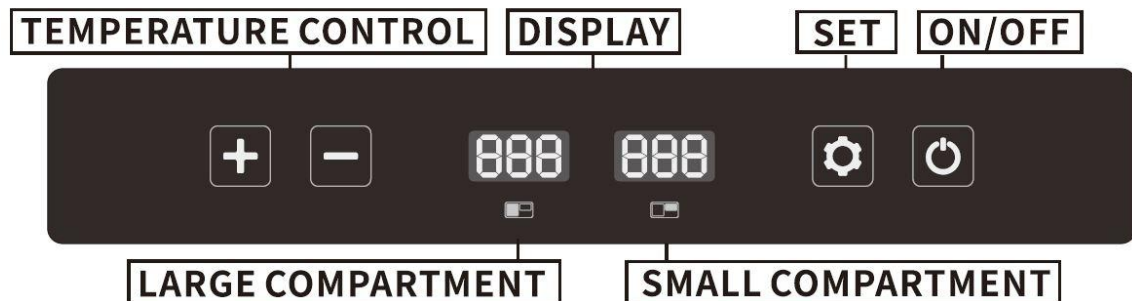 TEMPERATURE CONTROL DISPLAY SET ON/OFF
888 888
LARGE COMPARTMENT SMALL COMPARTMENT